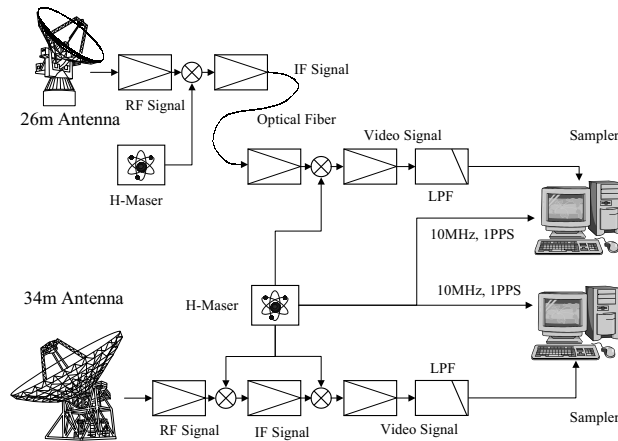 IF Signal
RF Signal
26m Antenna
Optical Fiber
Video Signal
Sampler
H-Maser
LPF
10MHz, 1PPS
10MHz, 1PPS
34m Antenna
H-Maser
LPF
RF Signal
IF Signal
Video Signal
Sampler